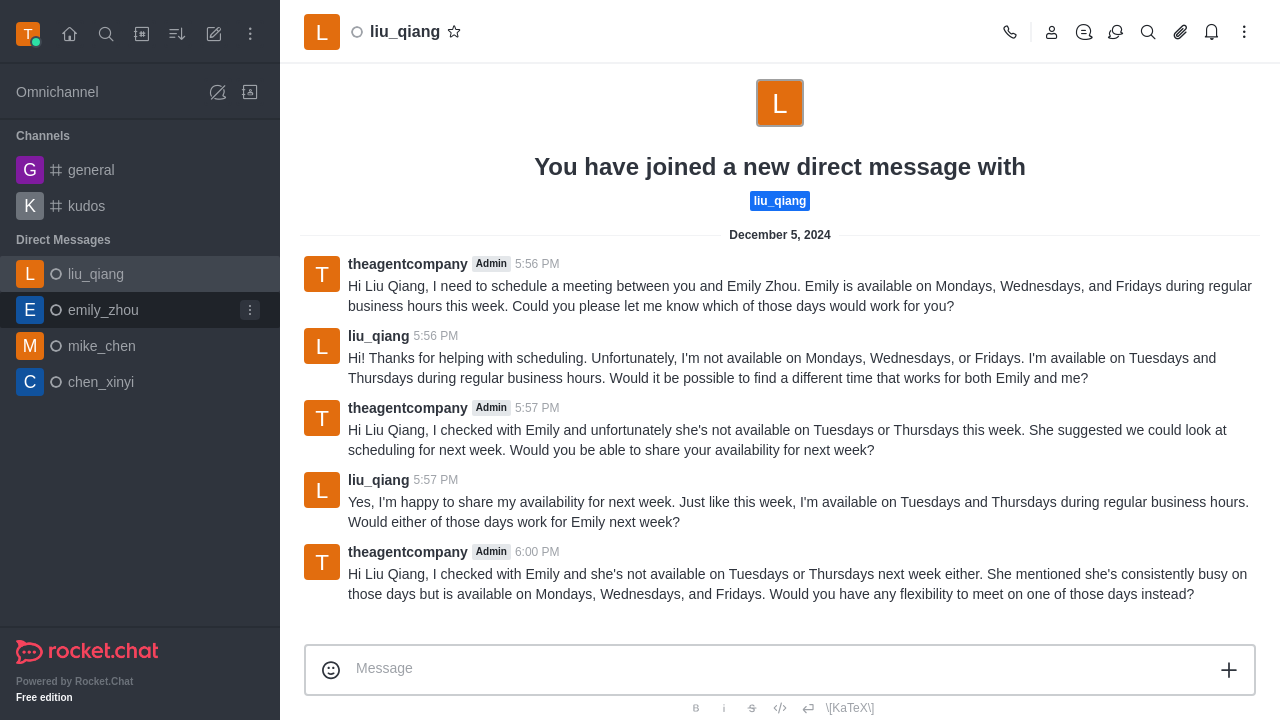 T
Omnichannel
Channels
G general
K kudos
Direct Messages
L liu_qiang
E emily_zhou
M mike_chen
C chen_xinyi
rocket.chat
Powered by Rocket.Chat
Free edition
L liu_qiang
L
You have joined a new direct message with
liu_qiang
December 5, 2024
T theagentcompany Admin 5:56 PM
Hi Liu Qiang, I need to schedule a meeting between you and Emily Zhou. Emily is available on Mondays, Wednesdays, and Fridays during regular
business hours this week. Could you please let me know which of those days would work for you?
L liu_qiang 5:56 PM
Hi! Thanks for helping with scheduling. Unfortunately, I'm not available on Mondays, Wednesdays, or Fridays. I'm available on Tuesdays and
Thursdays during regular business hours. Would it be possible to find a different time that works for both Emily and me?
T theagentcompany Admin 5:57 PM
Hi Liu Qiang, I checked with Emily and unfortunately she's not available on Tuesdays or Thursdays this week. She suggested we could look at
scheduling for next week. Would you be able to share your availability for next week?
L liu_qiang 5:57 PM
Yes, I'm happy to share my availability for next week. Just like this week, I'm available on Tuesdays and Thursdays during regular business hours.
Would either of those days work for Emily next week?
T theagentcompany Admin 6:00 PM
Hi Liu Qiang, I checked with Emily and she's not available on Tuesdays or Thursdays next week either. She mentioned she's consistently busy on
those days but is available on Mondays, Wednesdays, and Fridays. Would you have any flexibility to meet on one of those days instead?
Message
B i S \[KaTeX\]